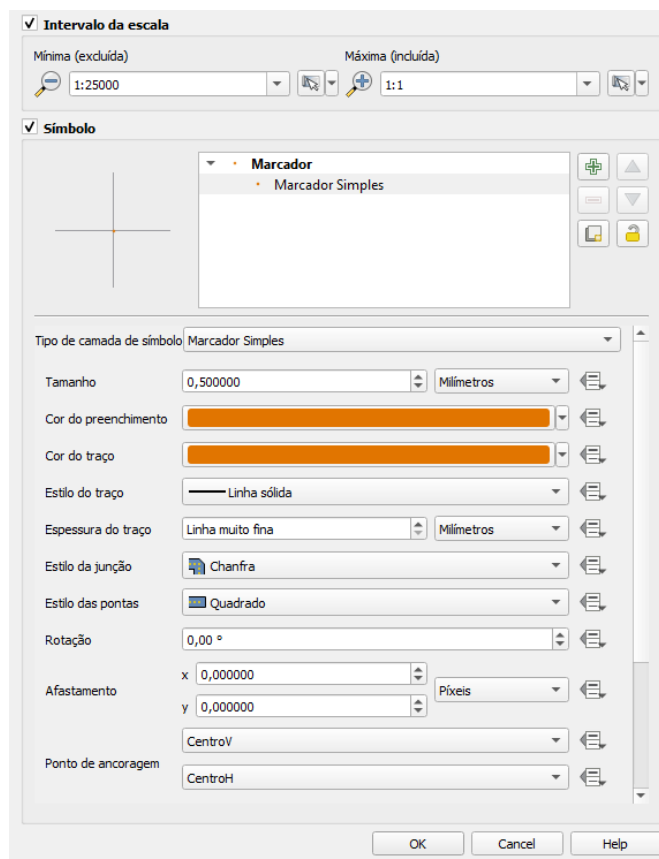 Intervalo da escala
Mínima (excluída) Máxima (incluída)
1:25000 1:1
Símbolo
Marcador
Marcador Simples
Tipo de camada de símbolo Marcador Simples
Tamanho 0,500000 Milímetros
Cor do preenchimento
Cor do traço
Estilo do traço Linha sólida
Espessura do traço Linha muito fina Milímetros
Estilo da junção Chanfra
Estilo das pontas Quadrado
Rotação 0,00 °
x 0,000000
Afastamento Píxeis
y 0,000000
CentroV
Ponto de ancoragem
CentroH
OK Cancel Help